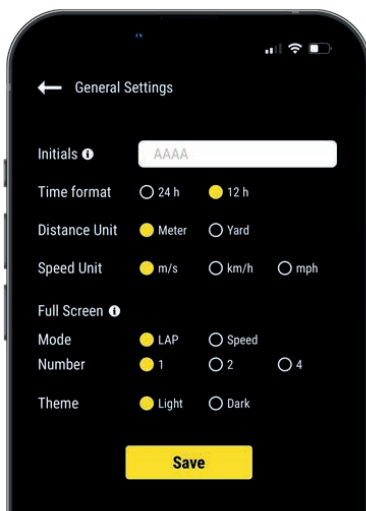 General Settings
Initials AAAA
Time format 24 h 12 h
Distance Unit Meter Yard
Speed Unit m/s km/h mph
Full Screen
Mode LAP Speed
Number 1 2 4
Theme Light Dark
Save